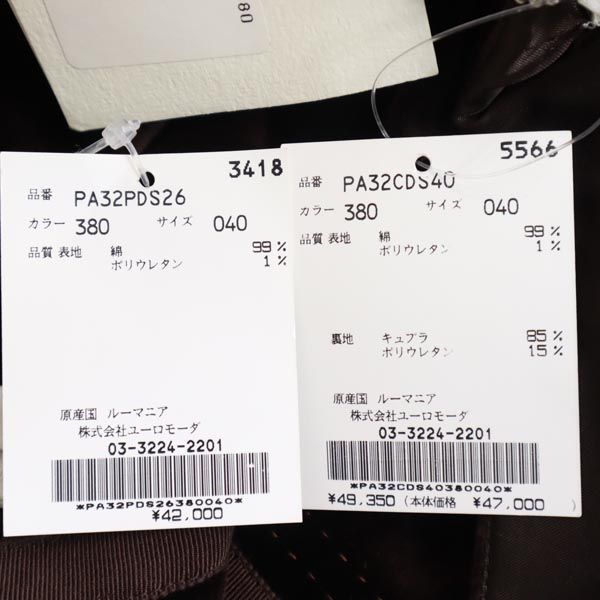 80
3418
品番 PA32PDS26
カラー 380 サイズ 040
品質 表地 綿 99%
ポリウレタン 1%
原産国 ルーマニア
株式会社ユーロモーダ
03-3224-2201
*PA32PDS26380040*
¥42,000
5566
品番 PA32CDS40
カラー 380 サイズ 040
品質 表地 綿 99%
ポリウレタン 1%
裏地 キュプラ 85%
ポリウレタン 15%
原産国 ルーマニア
株式会社ユーロモーダ
03-3224-2201
*PA32CDS40380040*
¥49,350 (本体価格 ¥47,000)